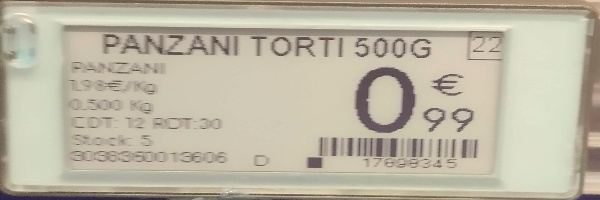 PANZANI TORTI 500G 22
PANZANI
1.98€/Kg
0.500 Kg
CDT: 12 RDT:30
Stock: 5
3038360013606 D
0 € 99
17898345